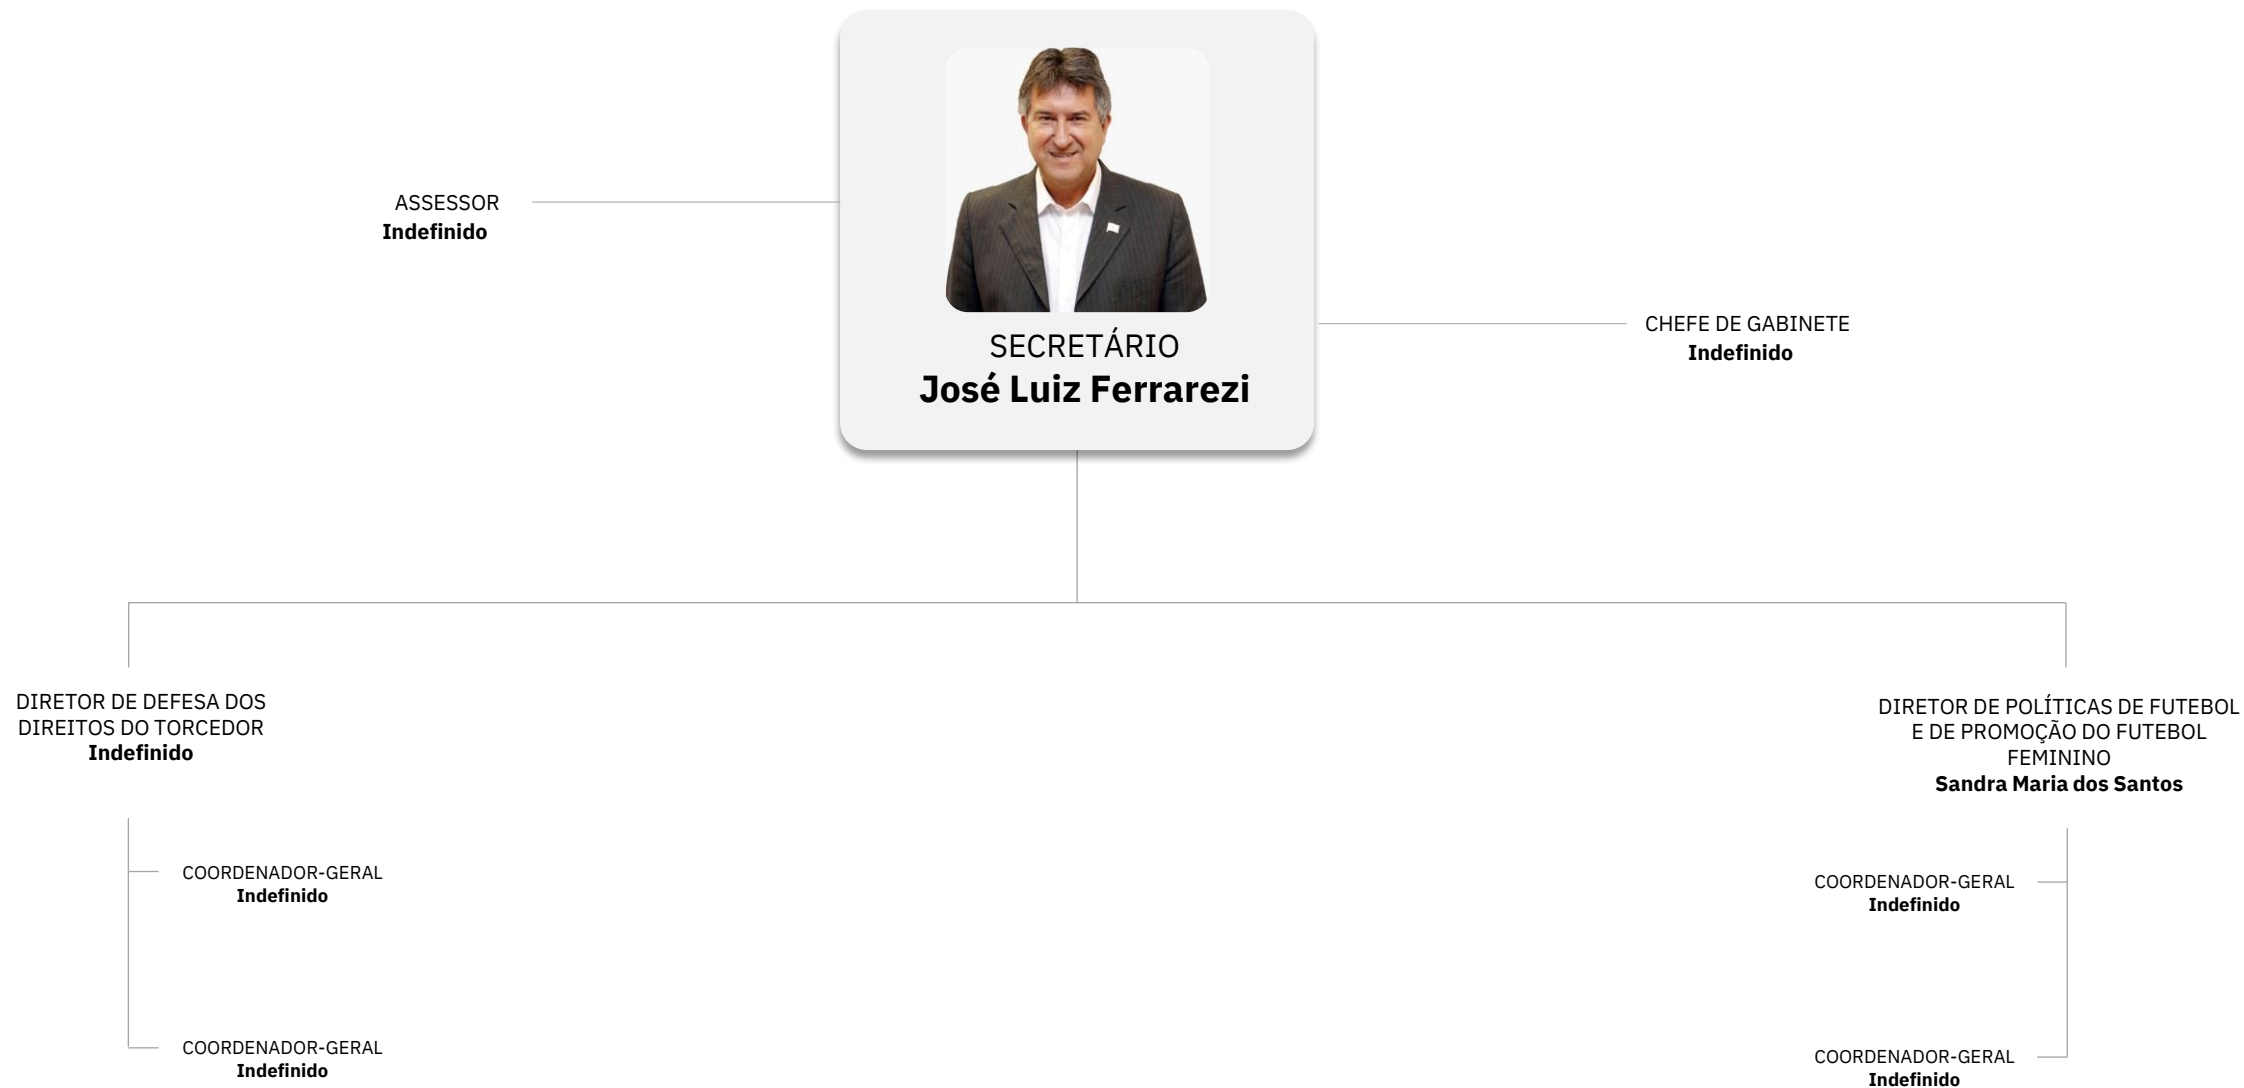 ASSESSOR
Indefinido
SECRETÁRIO
José Luiz Ferrarezi
CHEFE DE GABINETE
Indefinido
DIRETOR DE DEFESA DOS
DIREITOS DO TORCEDOR
Indefinido
COORDENADOR-GERAL
Indefinido
COORDENADOR-GERAL
Indefinido
DIRETOR DE POLÍTICAS DE FUTEBOL
E DE PROMOÇÃO DO FUTEBOL
FEMININO
Sandra Maria dos Santos
COORDENADOR-GERAL
Indefinido
COORDENADOR-GERAL
Indefinido